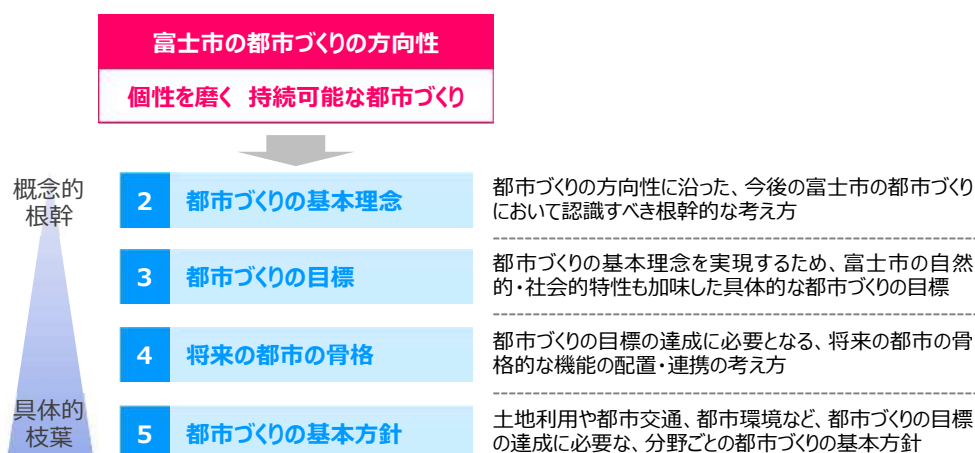 富士市の都市づくりの方向性
個性を磨く 持続可能な都市づくり
概念的
根幹
2 都市づくりの基本理念
都市づくりの方向性に沿った、今後の富士市の都市づくり
において認識すべき根幹的な考え方
3 都市づくりの目標
都市づくりの基本理念を実現するため、富士市の自然
的・社会的特性も加味した具体的な都市づくりの目標
4 将来の都市の骨格
都市づくりの目標の達成に必要となる、将来の都市の骨
格的な機能の配置・連携の考え方
具体的
枝葉
5 都市づくりの基本方針
土地利用や都市交通、都市環境など、都市づくりの目標
の達成に必要な、分野ごとの都市づくりの基本方針